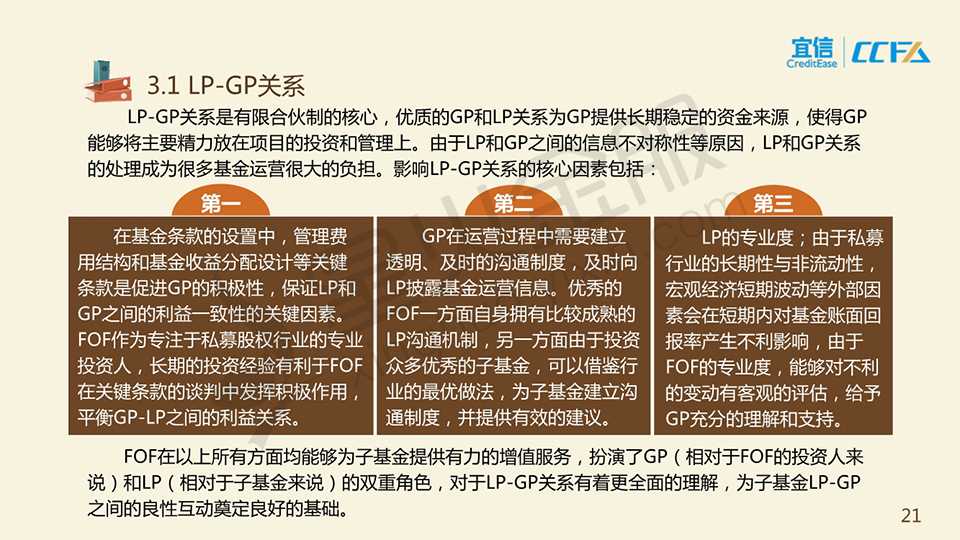 宜信
CreditEase
CCFA
3.1 LP-GP关系
LP-GP关系是有限合伙制的核心，优质的GP和LP关系为GP提供长期稳定的资金来源，使得GP
能够将主要精力放在项目的投资和管理上。由于LP和GP之间的信息不对称性等原因，LP和GP关系
的处理成为很多基金运营很大的负担。影响LP-GP关系的核心因素包括：
第一
在基金条款的设置中，管理费
用结构和基金收益分配设计等关键
条款是促进GP的积极性，保证LP和
GP之间的利益一致性的关键因素。
FOF作为专注于私募股权行业的专业
投资人，长期的投资经验有利于FOF
在关键条款的谈判中发挥积极作用，
平衡GP-LP之间的利益关系。
第二
GP在运营过程中需要建立
透明、及时的沟通制度，及时向
LP披露基金运营信息。优秀的
FOF一方面自身拥有比较成熟的
LP沟通机制，另一方面由于投资
众多优秀的子基金，可以借鉴行
业的最优做法，为子基金建立沟
通制度，并提供有效的建议。
第三
LP的专业度；由于私募
行业的长期性与非流动性，
宏观经济短期波动等外部因
素会在短期内对基金账面回
报率产生不利影响，由于
FOF的专业度，能够对不利
的变动有客观的评估，给予
GP充分的理解和支持。
FOF在以上所有方面均能够为子基金提供有力的增值服务，扮演了GP（相对于FOF的投资人来
说）和LP（相对于子基金来说）的双重角色，对于LP-GP关系有着更全面的理解，为子基金LP-GP
之间的良性互动奠定良好的基础。
21